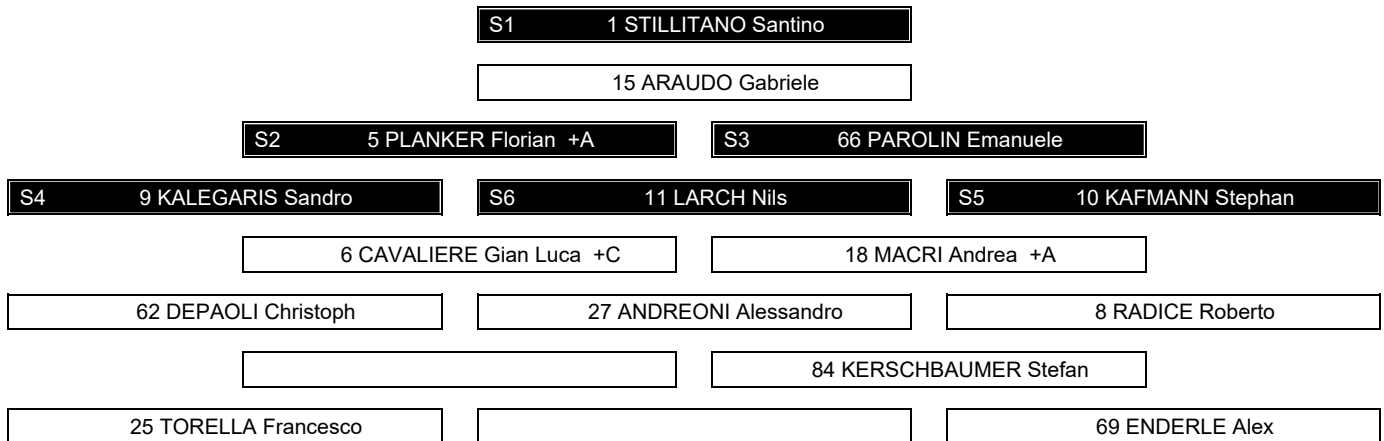 S1 1 STILLITANO Santino
15 ARAUDO Gabriele
S2 5 PLANKER Florian +A S3 66 PAROLIN Emanuele
S4 9 KALEGARIS Sandro S6 11 LARCH Nils S5 10 KAFMANN Stephan
6 CAVALIERE Gian Luca +C 18 MACRI Andrea +A
62 DEPAOLI Christoph 27 ANDREONI Alessandro 8 RADICE Roberto
84 KERSCHBAUMER Stefan
25 TORELLA Francesco 69 ENDERLE Alex